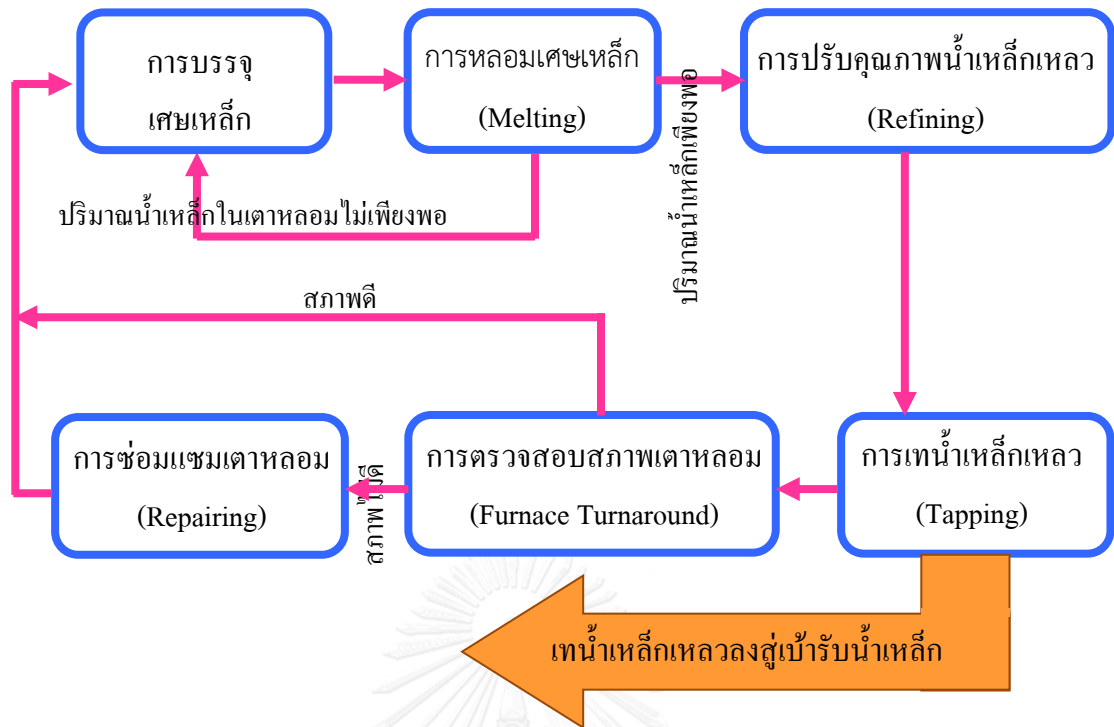 การบรรจุ
เศษเหล็ก
การหลอมเศษเหล็ก
(Melting)
การปรับคุณภาพน้ำเหล็กเหลว
(Refining)
ปริมาณน้ำเหล็กเพียงพอ
ปริมาณน้ำเหล็กในเตาหลอมไม่เพียงพอ
สภาพดี
การซ่อมแซมเตาหลอม
(Repairing)
สภาพไม่ดี
การตรวจสอบสภาพเตาหลอม
(Furnace Turnaround)
การเทน้ำเหล็กเหลว
(Tapping)
เทน้ำเหล็กเหลวลงสู่เบ้ารับน้ำเหล็ก